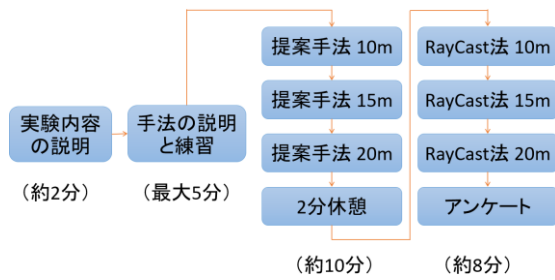 実験内容
の説明
（約2分）
手法の説明
と練習
（最大5分）
提案手法 10m
提案手法 15m
提案手法 20m
2分休憩
（約10分）
RayCast法 10m
RayCast法 15m
RayCast法 20m
アンケート
（約8分）